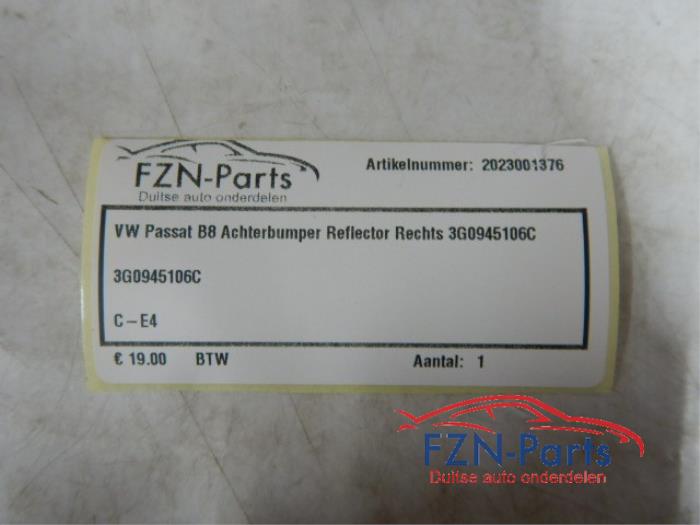 FZN-Parts
Duitse auto onderdelen
Artikelnummer: 2023001376
VW Passat B8 Achterbumper Reflector Rechts 3G0945106C
3G0945106C
C-E4
€ 19.00 BTW Aantal: 1
FZN-Parts
Duitse auto onderdelen